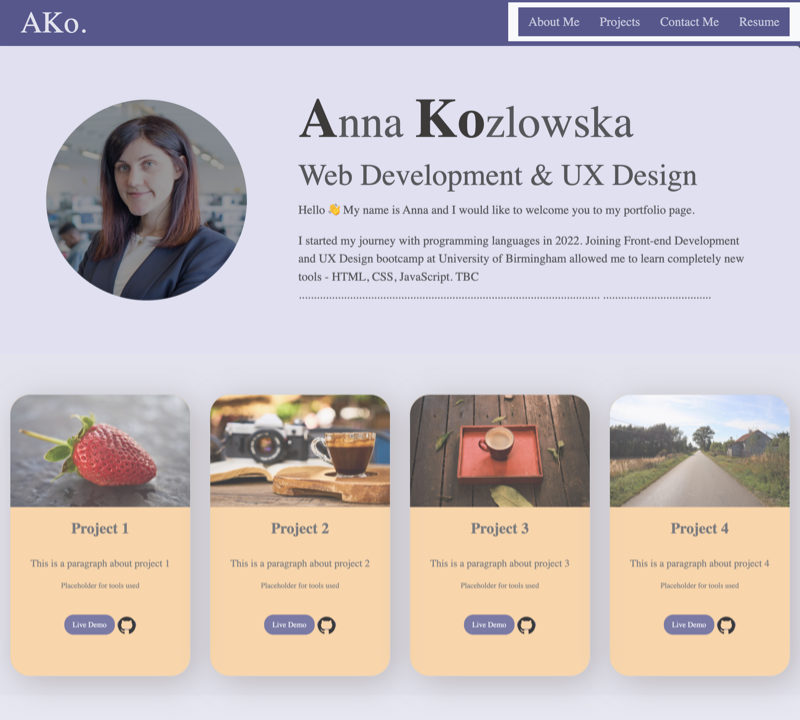 AKo.
About Me Projects Contact Me Resume
Anna Kozlowska
Web Development & UX Design
Hello 👋 My name is Anna and I would like to welcome you to my portfolio page.
I started my journey with programming languages in 2022. Joining Front-end Development
and UX Design bootcamp at University of Birmingham allowed me to learn completely new
tools - HTML, CSS, JavaScript. TBC
Project 1
This is a paragraph about project 1
Placeholder for tools used
Live Demo
Project 2
This is a paragraph about project 2
Placeholder for tools used
Live Demo
Project 3
This is a paragraph about project 3
Placeholder for tools used
Live Demo
Project 4
This is a paragraph about project 4
Placeholder for tools used
Live Demo